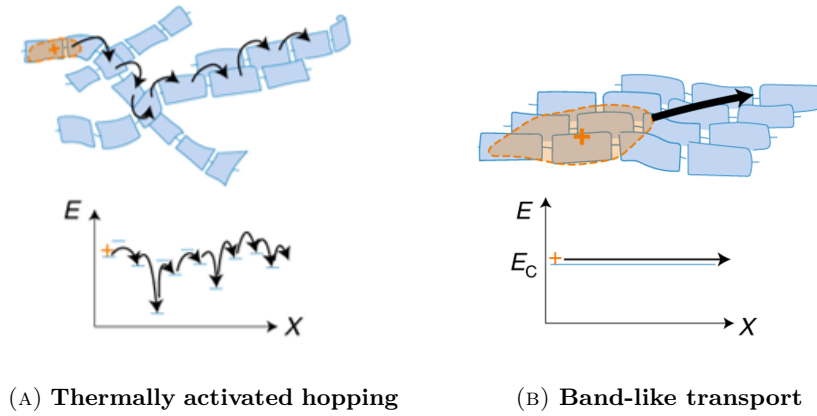 +
E
+
X
(A) Thermally activated hopping
+
E
+
E_C
X
(B) Band-like transport